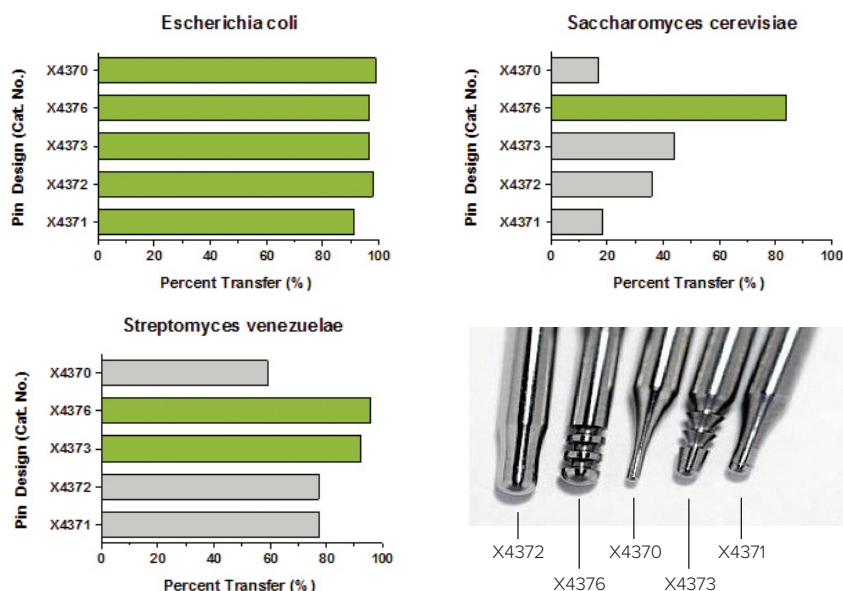 Escherichia coli
Pin Design (Cat. No.)
X4370
X4376
X4373
X4372
X4371
0 20 40 60 80 100
Percent Transfer (%)
Saccharomyces cerevisiae
Pin Design (Cat. No.)
X4370
X4376
X4373
X4372
X4371
0 20 40 60 80 100
Percent Transfer (%)
Streptomyces venezuelae
Pin Design (Cat. No.)
X4370
X4376
X4373
X4372
X4371
0 20 40 60 80 100
Percent Transfer (%)
X4372 X4370 X4371
X4376 X4373